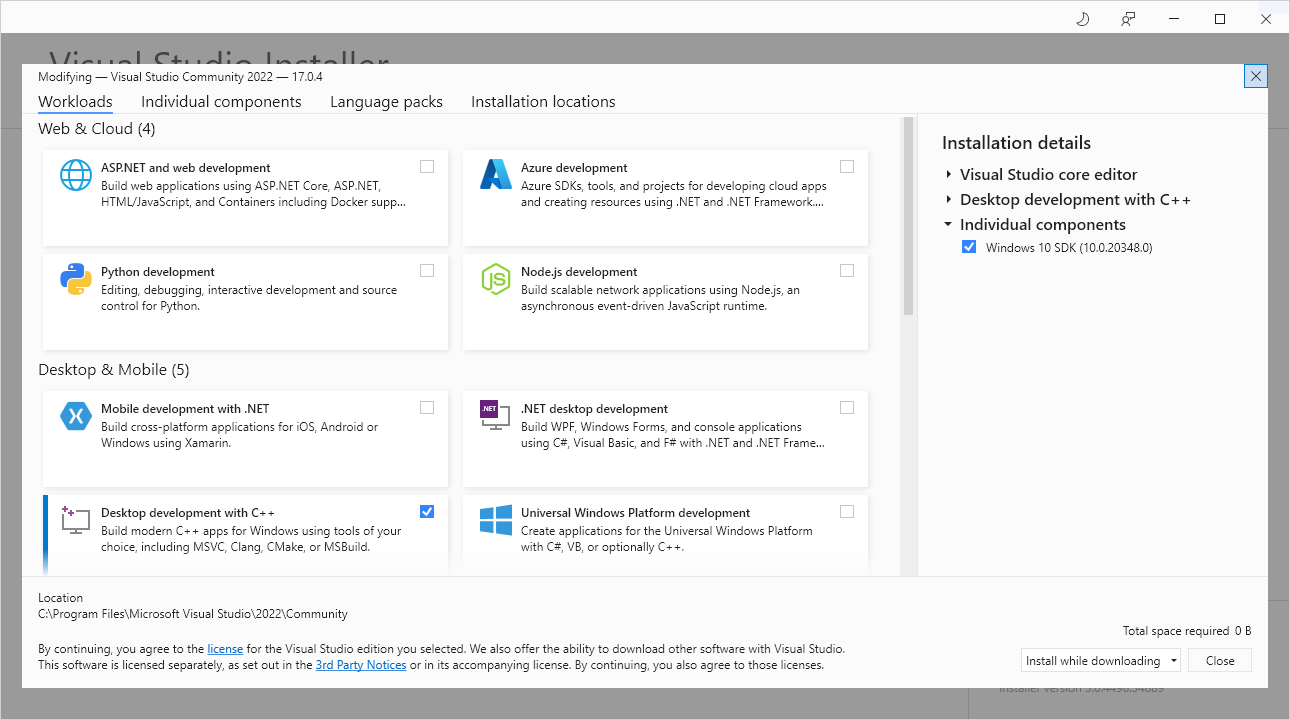 Visual Studio Installer
Modifying — Visual Studio Community 2022 — 17.0.4
Workloads
Individual components
Language packs
Installation locations
Web & Cloud (4)
ASP.NET and web development
Build web applications using ASP.NET Core, ASP.NET,
HTML/JavaScript, and Containers including Docker supp...
Azure development
Azure SDKs, tools, and projects for developing cloud apps
and creating resources using .NET and .NET Framework....
Python development
Editing, debugging, interactive development and source
control for Python.
Node.js development
Build scalable network applications using Node.js, an
asynchronous event-driven JavaScript runtime.
Desktop & Mobile (5)
Mobile development with .NET
Build cross-platform applications for iOS, Android or
Windows using Xamarin.
.NET
.NET desktop development
Build WPF, Windows Forms, and console applications
using C#, Visual Basic, and F# with .NET and .NET Frame...
Desktop development with C++
Build modern C++ apps for Windows using tools of your
choice, including MSVC, Clang, CMake, or MSBuild.
Universal Windows Platform development
Create applications for the Universal Windows Platform
with C#, VB, or optionally C++.
Installation details
Visual Studio core editor
Desktop development with C++
Individual components
Windows 10 SDK (10.0.20348.0)
Location
C:\Program Files\Microsoft Visual Studio\2022\Community
By continuing, you agree to the license for the Visual Studio edition you selected. We also offer the ability to download other software with Visual Studio.
This software is licensed separately, as set out in the 3rd Party Notices or in its accompanying license. By continuing, you also agree to those licenses.
Total space required 0 B
Install while downloading
Close
Installer version